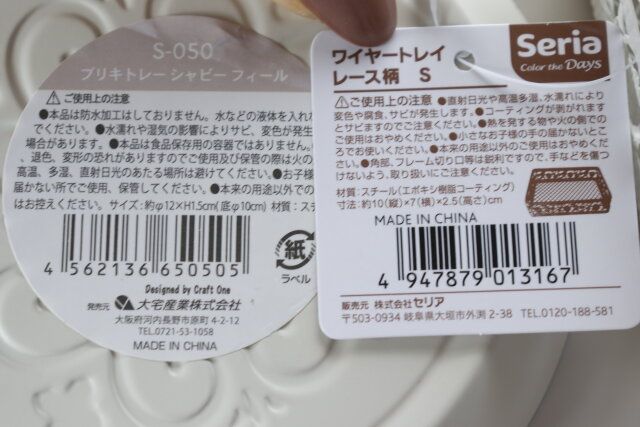 S-050
ブリキトレー シャビー フィール
⚠ご使用上の注意
●本品は防水加工はしておりません。水などの液体を入れな
でください。●水濡れや湿気の影響によりサビ、変色が発生
場合があります。●本品は食品保存用の容器ではありません。
、退色、変形の恐れがありますのでご使用及び保管の際は火の
高温、多湿、直射日光のあたる場所は避けてください。●お子様
届かない所でご使用、保管してください。●本来の用途以外での
はお控えください。サイズ:約φ12×H1.5cm(底φ10cm) 材質:スチ
4 562136 650505
紙
ラベル
Designed by Craft One
発売元 大宅産業株式会社
大阪府河内長野市原町 4-2-12
TEL.0721-53-1058
MADE IN CHINA
ワイヤートレイ
レース柄 S
Seria
Color the Days
⚠ご使用上の注意 ●直射日光や高温多湿、水濡れにより
変色や腐食、サビが発生します。●コーティングが剥がれます
とサビますのでご注意ください。●熱を発する物や火の側での
ご使用はおやめください。●小さなお子様の手の届かないとこ
ろでお使いください。●本来の用途以外のご使用はおやめくだ
さい。●角部、フレーム切り口等は鋭利ですので、手などを傷つ
けないよう、取り扱いにご注意ください。
材質:スチール(エポキシ樹脂コーティング)
寸法:約10(縦)×7(横)×2.5(高さ)cm
MADE IN CHINA
4 947879 013167
販売元 株式会社セリア
〒503-0934 岐阜県大垣市外渕 2-38 TEL.0120-188-581